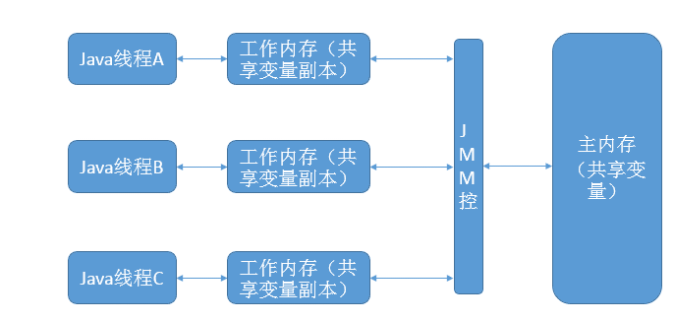 Java线程A
工作内存（共
享变量副本）
Java线程B
工作内存（共
享变量副本）
Java线程C
工作内存（共
享变量副本）
J
M
M
控
主内存
（共享变
量）